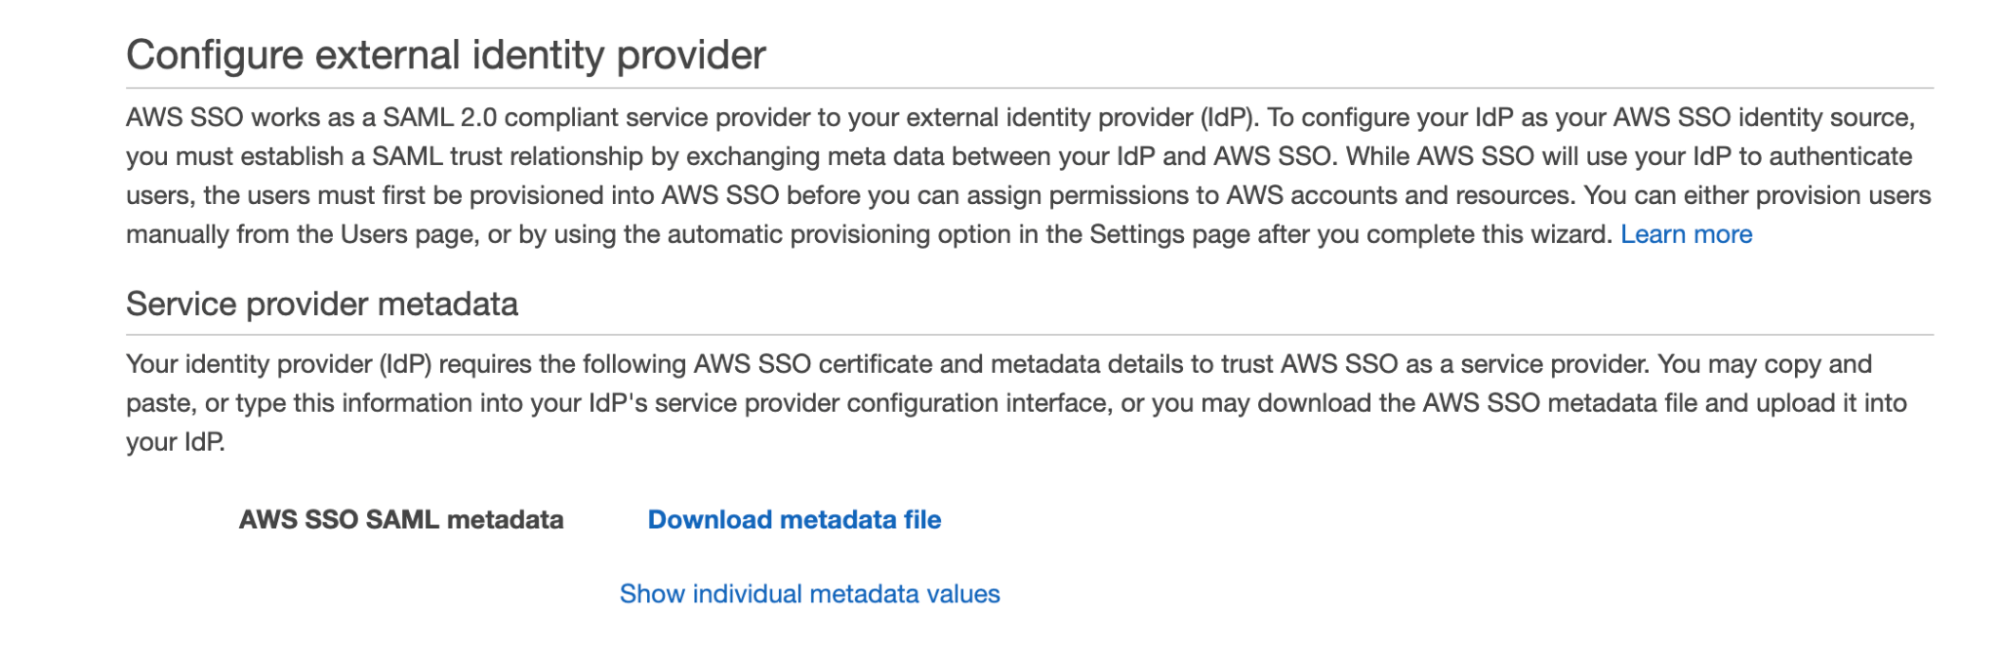 Configure external identity provider
AWS SSO works as a SAML 2.0 compliant service provider to your external identity provider (IdP). To configure your IdP as your AWS SSO identity source,
you must establish a SAML trust relationship by exchanging meta data between your IdP and AWS SSO. While AWS SSO will use your IdP to authenticate
users, the users must first be provisioned into AWS SSO before you can assign permissions to AWS accounts and resources. You can either provision users
manually from the Users page, or by using the automatic provisioning option in the Settings page after you complete this wizard. Learn more
Service provider metadata
Your identity provider (IdP) requires the following AWS SSO certificate and metadata details to trust AWS SSO as a service provider. You may copy and
paste, or type this information into your IdP's service provider configuration interface, or you may download the AWS SSO metadata file and upload it into
your IdP.
AWS SSO SAML metadata Download metadata file
Show individual metadata values